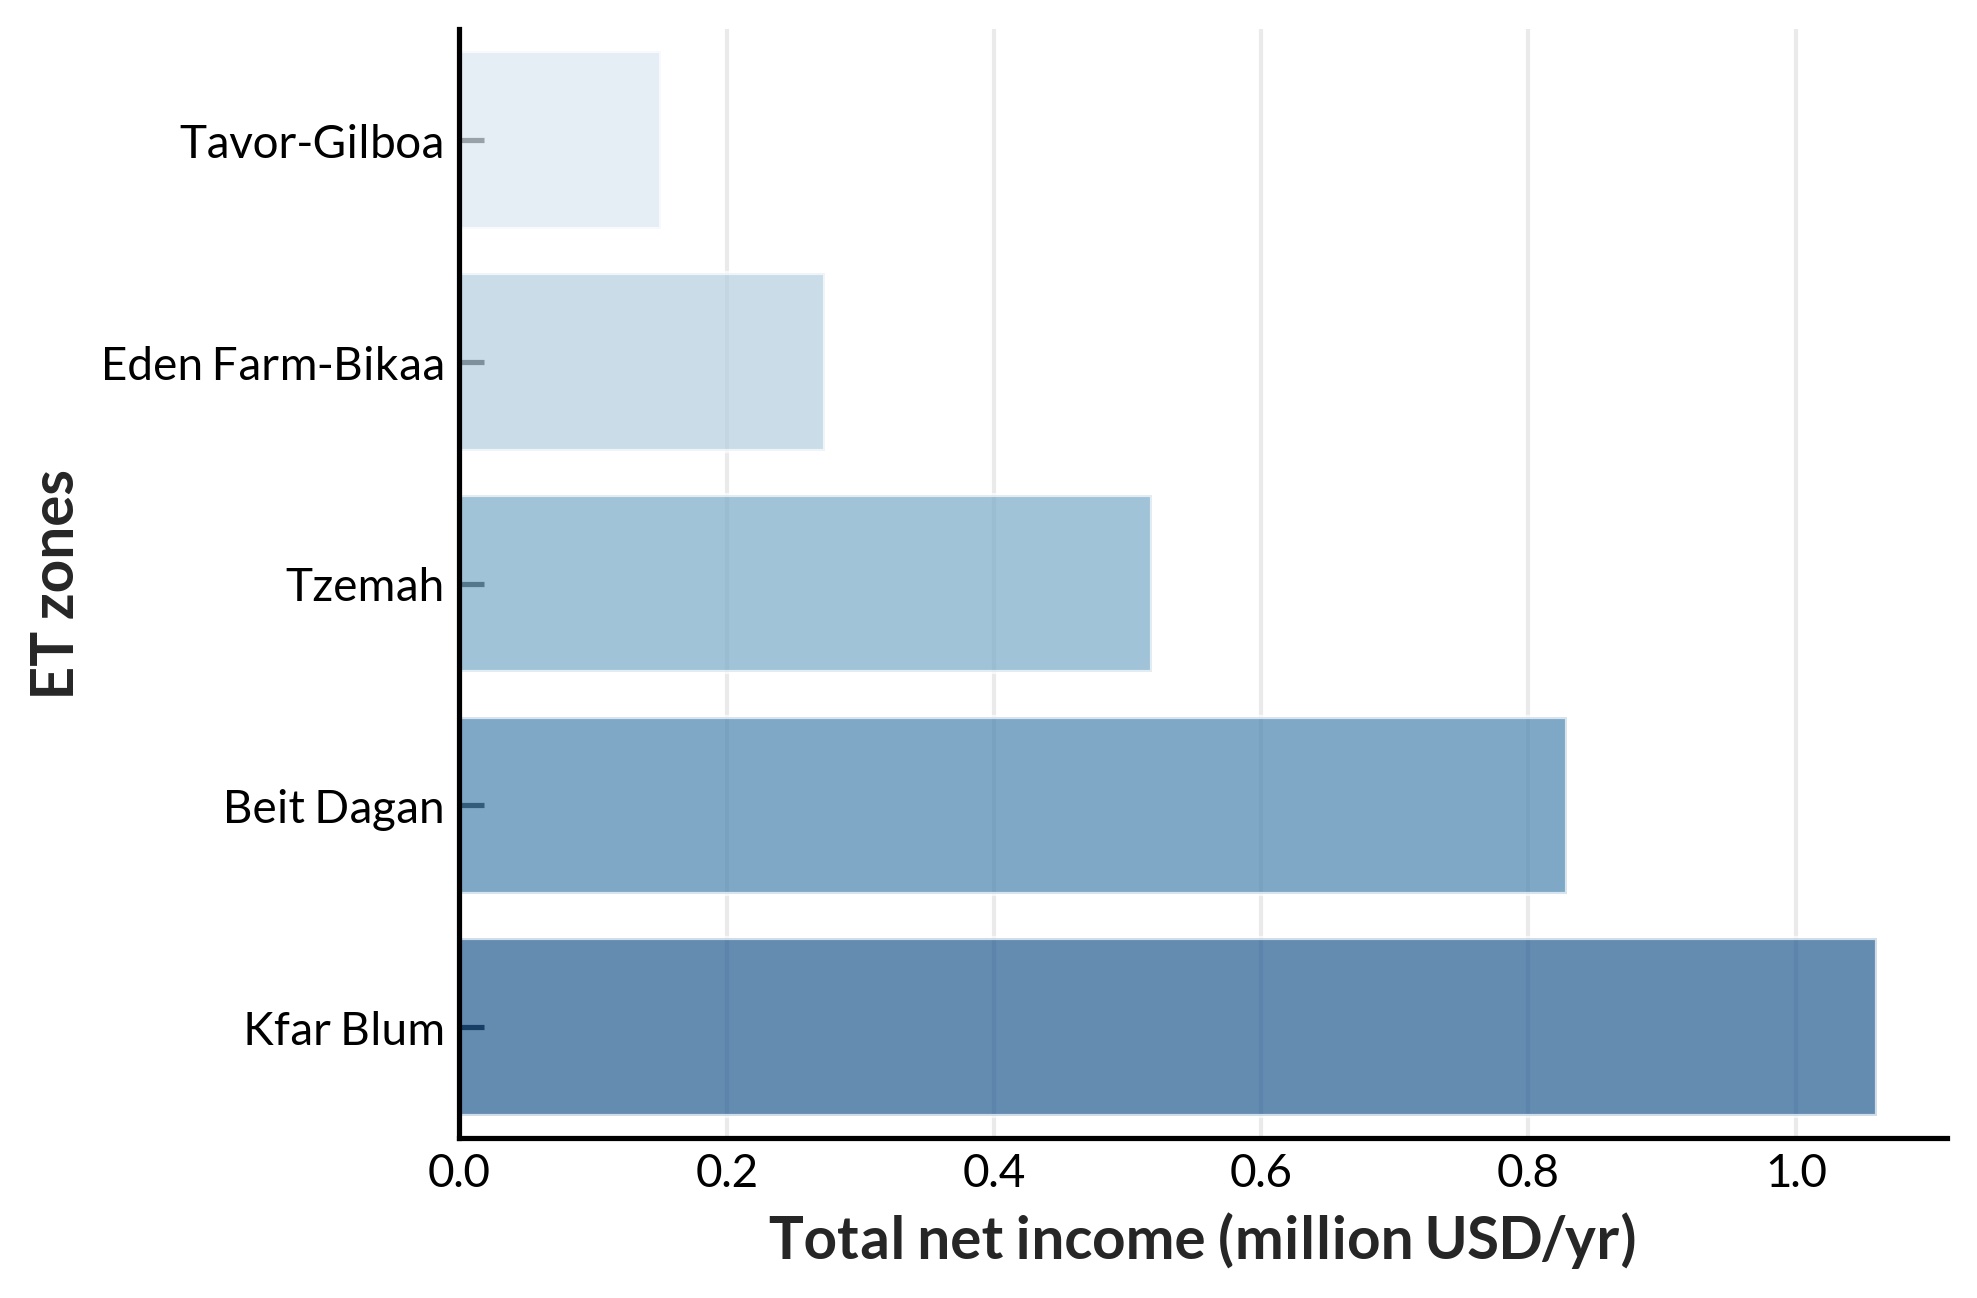 Tavor-Gilboa
Eden Farm-Bikaa
Tzemah
Beit Dagan
Kfar Blum
ET zones
0.0 0.2 0.4 0.6 0.8 1.0
Total net income (million USD/yr)